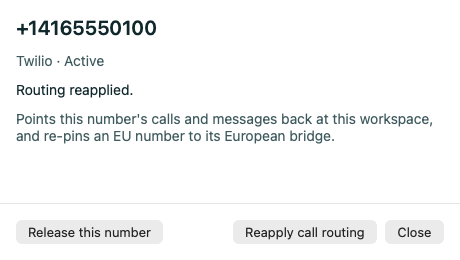 +14165550100
Twilio · Active
Routing reapplied.
Points this number's calls and messages back at this workspace,
and re-pins an EU number to its European bridge.
Release this number
Reapply call routing
Close